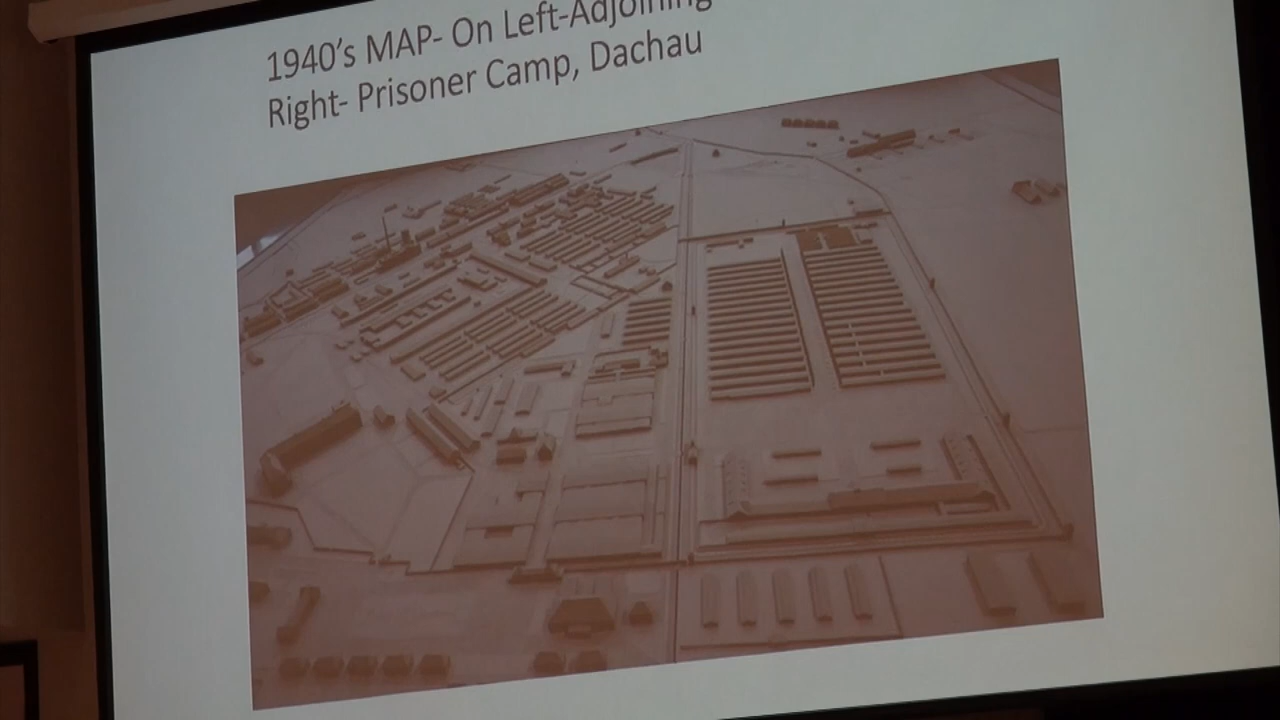 1940's MAP- On Left-Adjoining
Right- Prisoner Camp, Dachau